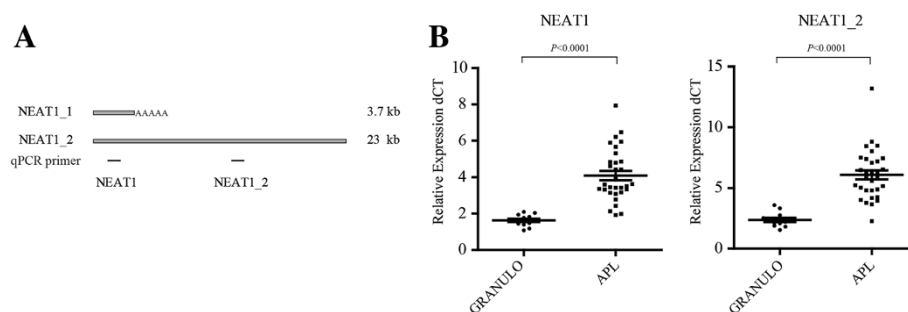 A
NEAT1_1 AAAAA 3.7 kb
NEAT1_2 23 kb
qPCR primer
NEAT1 NEAT1_2
B
NEAT1
P<0.0001
Relative Expression dCT
10
8
6
4
2
0
GRANULO
APL
NEAT1_2
P<0.0001
Relative Expression dCT
15
10
5
0
GRANULO
APL